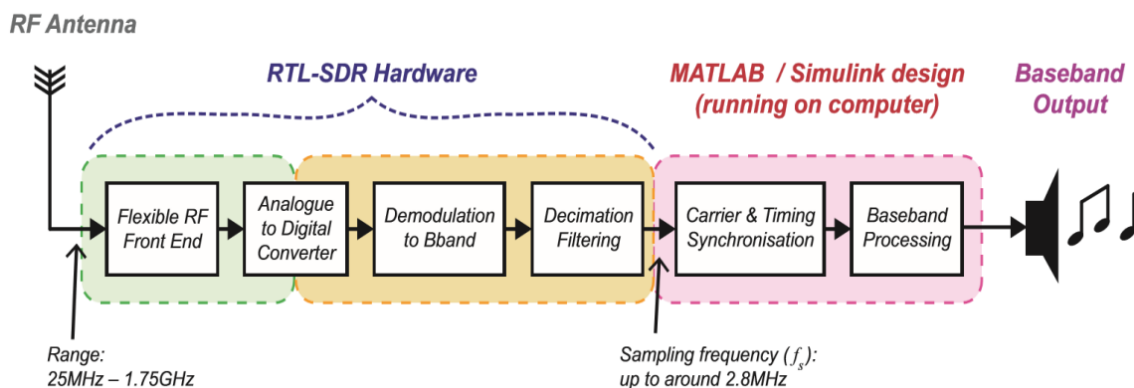 RF Antenna
RTL-SDR Hardware
MATLAB / Simulink design
(running on computer)
Baseband
Output
Flexible RF
Front End
Analogue
to Digital
Converter
Demodulation
to Bband
Decimation
Filtering
Carrier & Timing
Synchronisation
Baseband
Processing
Range:
25MHz – 1.75GHz
Sampling frequency (fs):
up to around 2.8MHz